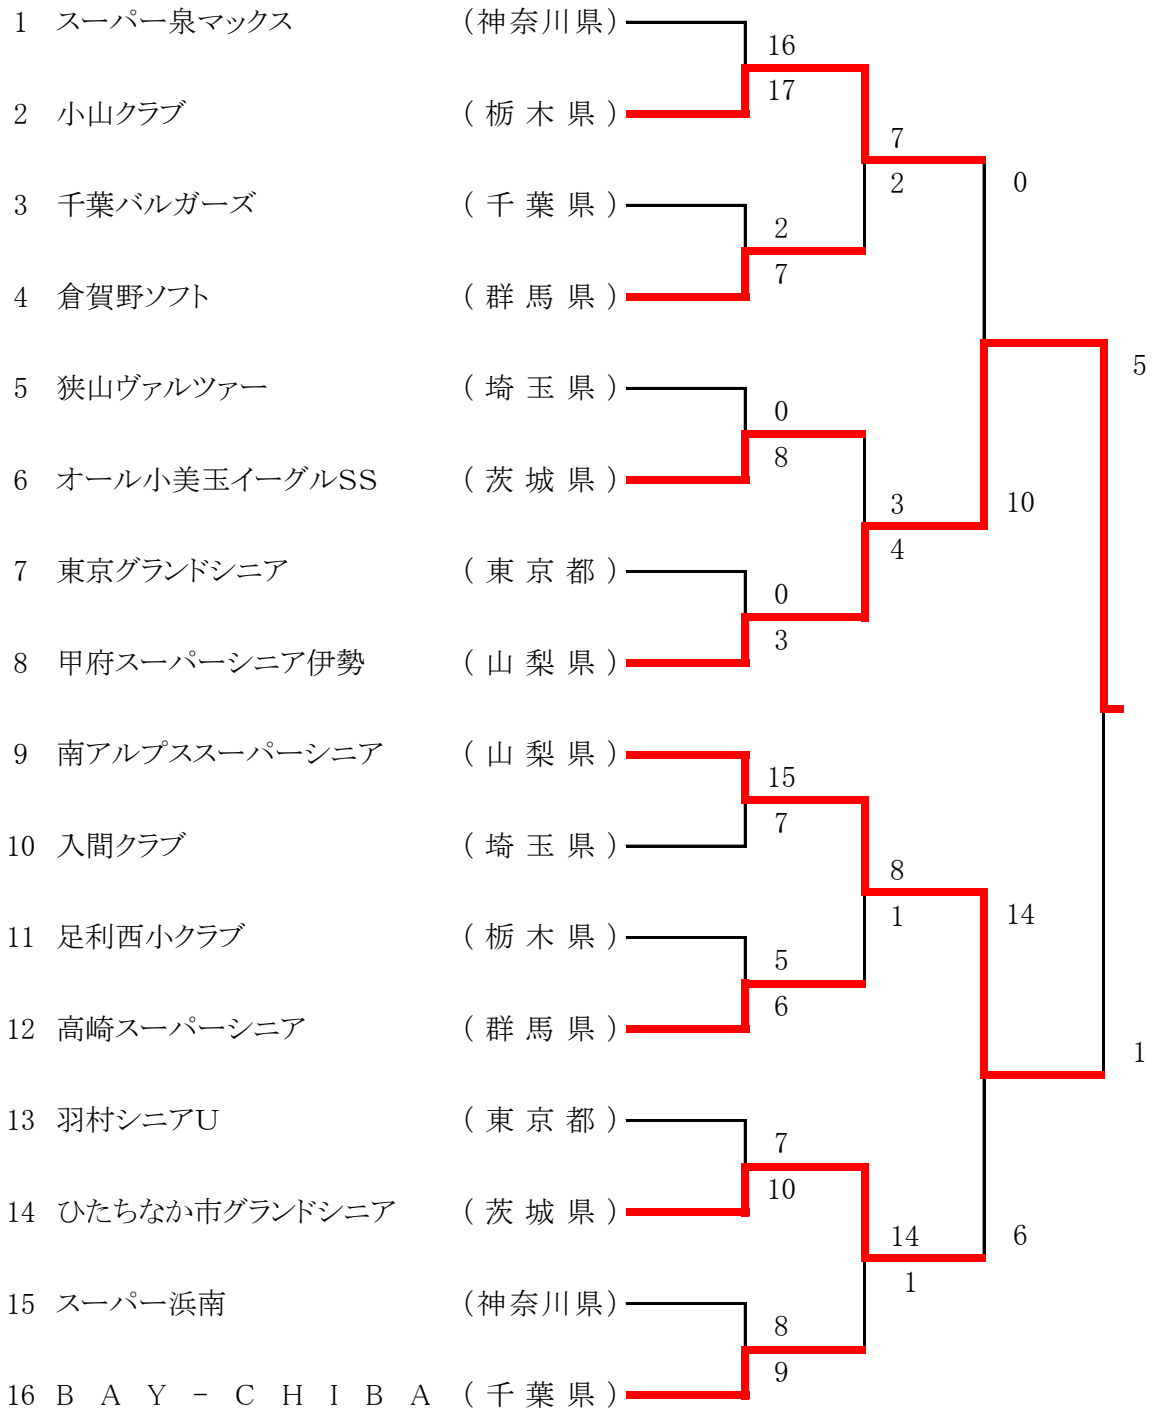 1 スーパー泉マックス (神奈川県)
16
17
2 小山クラブ (栃木県)
7
2
0
3 千葉バルガーズ (千葉県)
2
7
4 倉賀野ソフト (群馬県)
5
5 狭山ヴァルツァー (埼玉県)
0
8
6 オール小美玉イーグルSS (茨城県)
3
4
10
7 東京グランドシニア (東京都)
0
3
8 甲府スーパーシニア伊勢 (山梨県)
9 南アルプススーパーシニア (山梨県)
15
7
10 入間クラブ (埼玉県)
8
1
14
11 足利西小クラブ (栃木県)
5
6
12 高崎スーパーシニア (群馬県)
1
13 羽村シニアU (東京都)
7
10
14 ひたちなか市グランドシニア (茨城県)
14
1
6
15 スーパー浜南 (神奈川県)
8
9
16 BAY-CHIBA (千葉県)